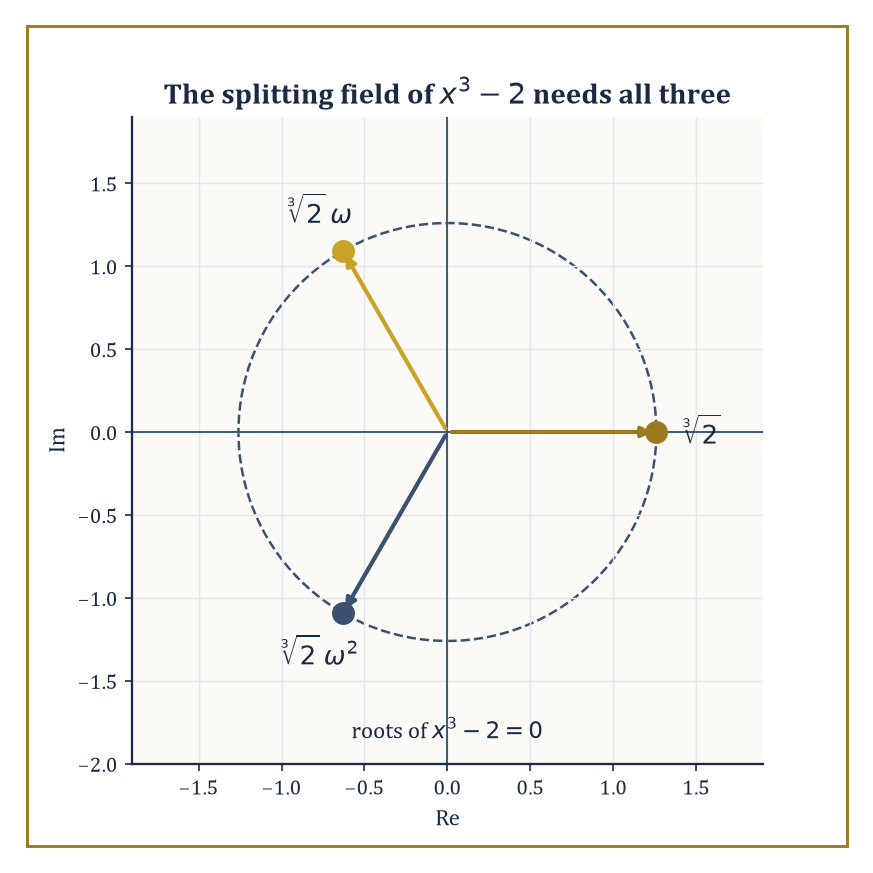 The splitting field of x³ − 2 needs all three
1.5
1.0
0.5
0.0
−0.5
−1.0
−1.5
−2.0
Im
∛2 ω
∛2
∛2 ω²
roots of x³ − 2 = 0
−1.5 −1.0 −0.5 0.0 0.5 1.0 1.5
Re